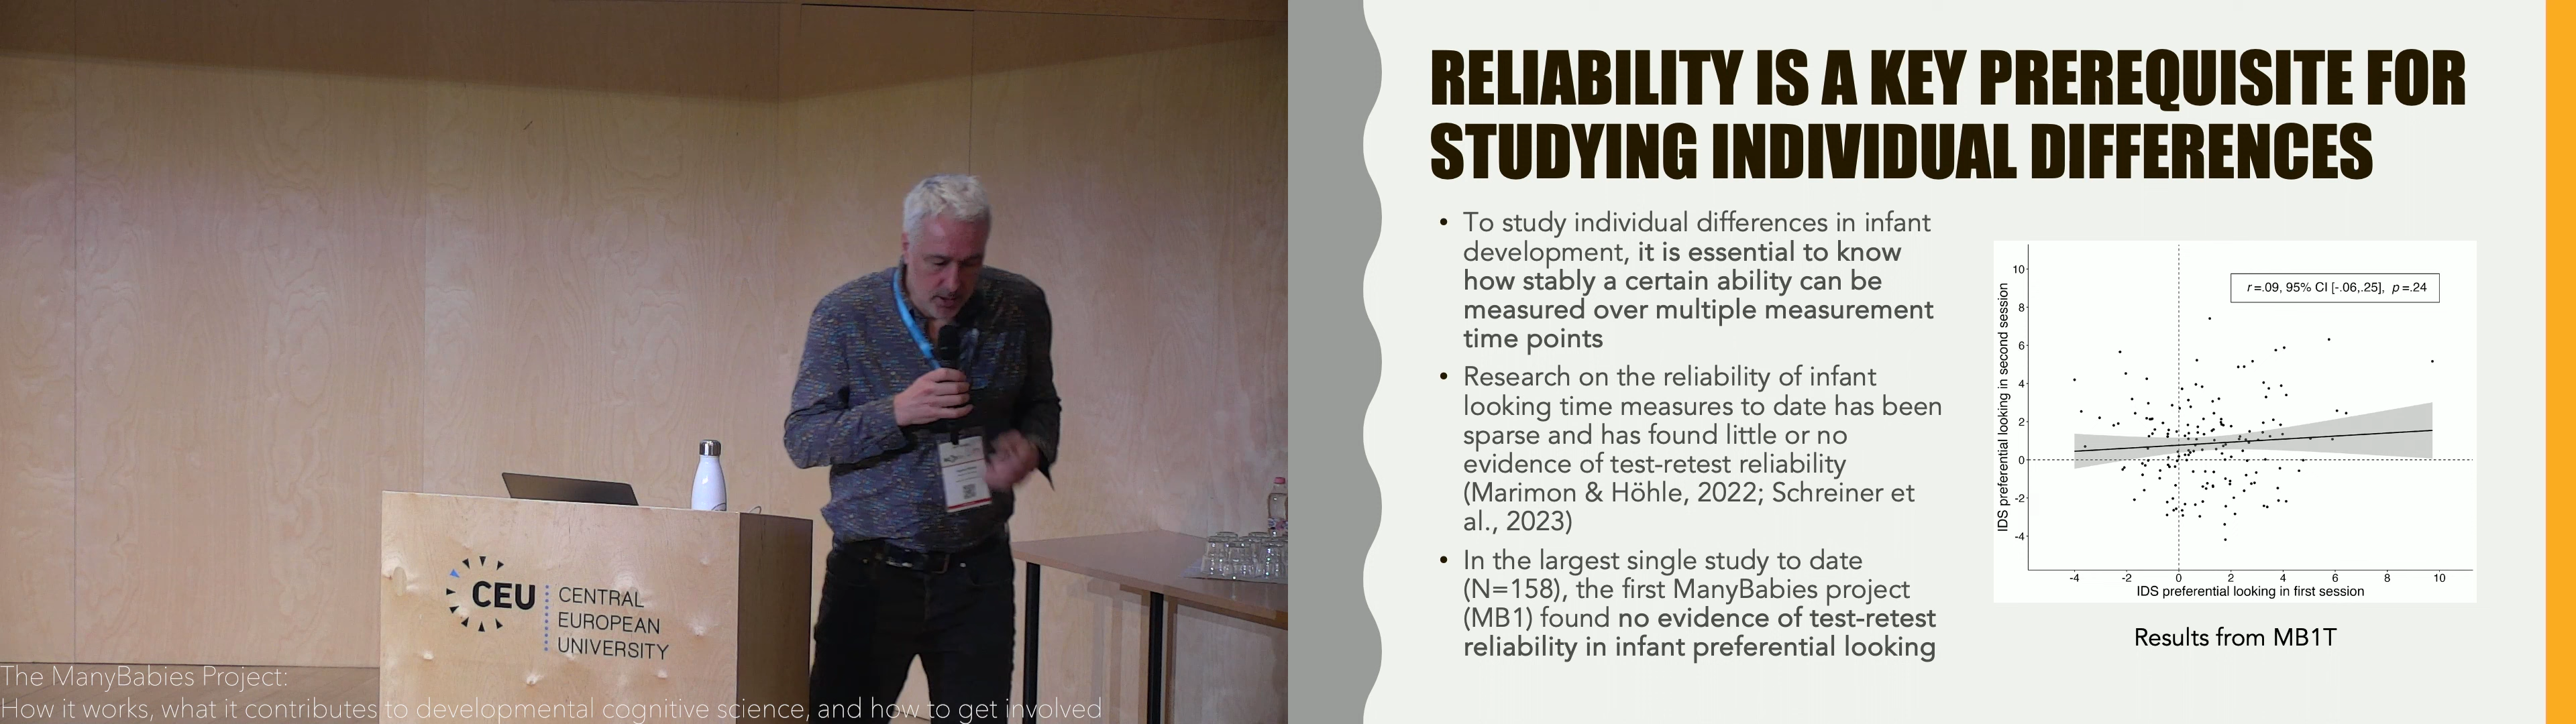 CEU
CENTRAL
EUROPEAN
UNIVERSITY
The ManyBabies Project:
How it works, what it contributes to developmental cognitive science, and how to get involved
RELIABILITY IS A KEY PREREQUISITE FOR
STUDYING INDIVIDUAL DIFFERENCES
• To study individual differences in infant
development, it is essential to know
how stably a certain ability can be
measured over multiple measurement
time points
• Research on the reliability of infant
looking time measures to date has been
sparse and has found little or no
evidence of test-retest reliability
(Marimon & Höhle, 2022; Schreiner et
al., 2023)
• In the largest single study to date
(N=158), the first ManyBabies project
(MB1) found no evidence of test-retest
reliability in infant preferential looking
IDS preferential looking in second session
10
8
6
4
2
0
-2
-4
r=.09, 95% CI [-.06,.25], p=.24
-4 -2 0 2 4 6 8 10
IDS preferential looking in first session
Results from MB1T